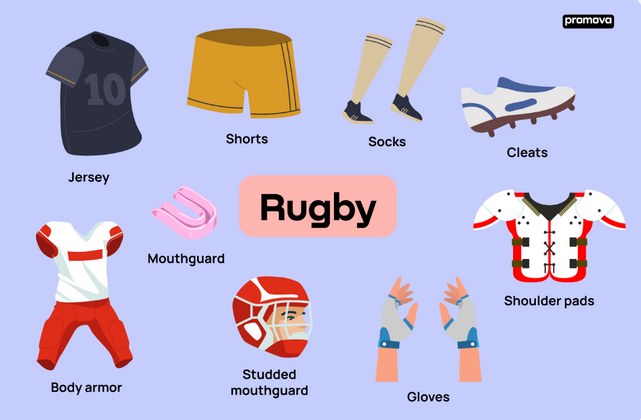 promova
10
Shorts
Socks
Cleats
Jersey
Rugby
Mouthguard
Shoulder pads
Studded
mouthguard
Body armor
Gloves